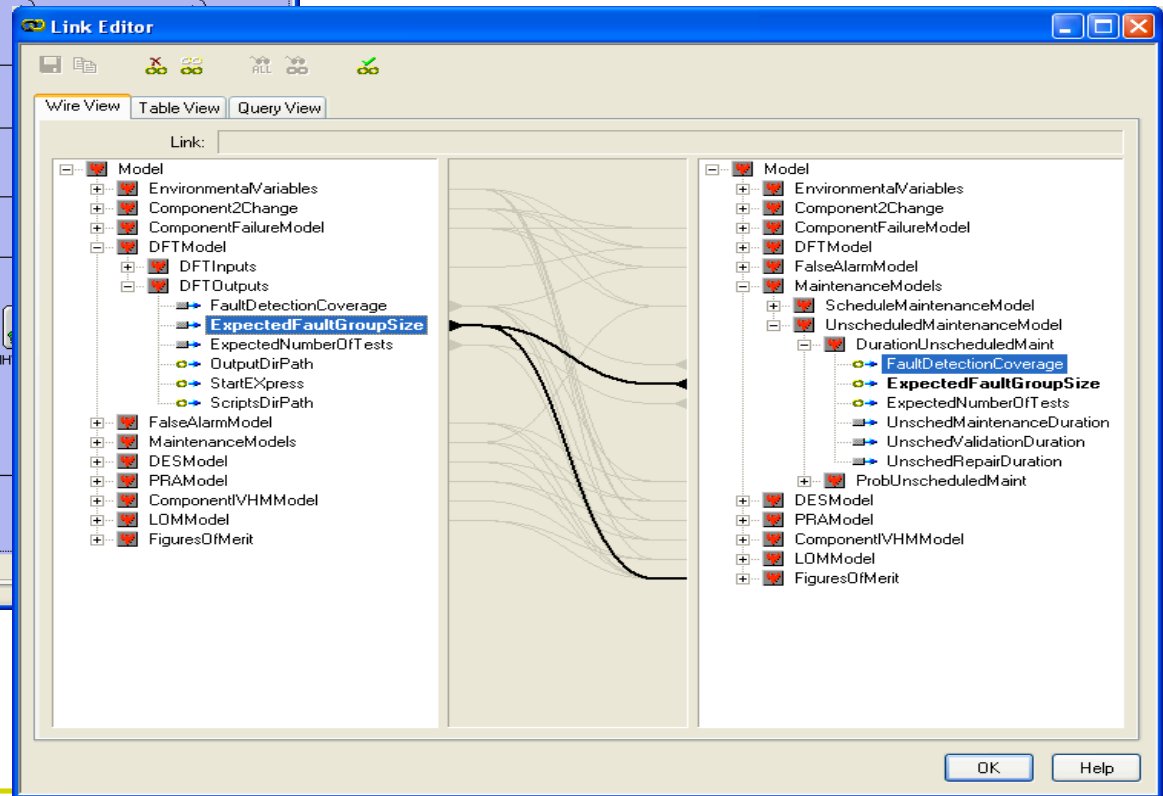 Link Editor
ALL
Wire View Table View Query View
Link:
Model
EnvironmentalVariables
Component2Change
ComponentFailureModel
DFTModel
DFTInputs
DFTOutputs
FaultDetectionCoverage
ExpectedFaultGroupSize
ExpectedNumberOfTests
OutputDirPath
StartEXpress
ScriptsDirPath
FalseAlarmModel
MaintenanceModels
DESModel
PRAModel
ComponentIVHMModel
LOMModel
FiguresOfMerit
Model
EnvironmentalVariables
Component2Change
ComponentFailureModel
DFTModel
FalseAlarmModel
MaintenanceModels
ScheduleMaintenanceModel
UnscheduledMaintenanceModel
DurationUnscheduledMaint
FaultDetectionCoverage
ExpectedFaultGroupSize
ExpectedNumberOfTests
UnschedMaintenanceDuration
UnschedValidationDuration
UnschedRepairDuration
ProbUnscheduledMaint
DESModel
PRAModel
ComponentIVHMModel
LOMModel
FiguresOfMerit
OK Help